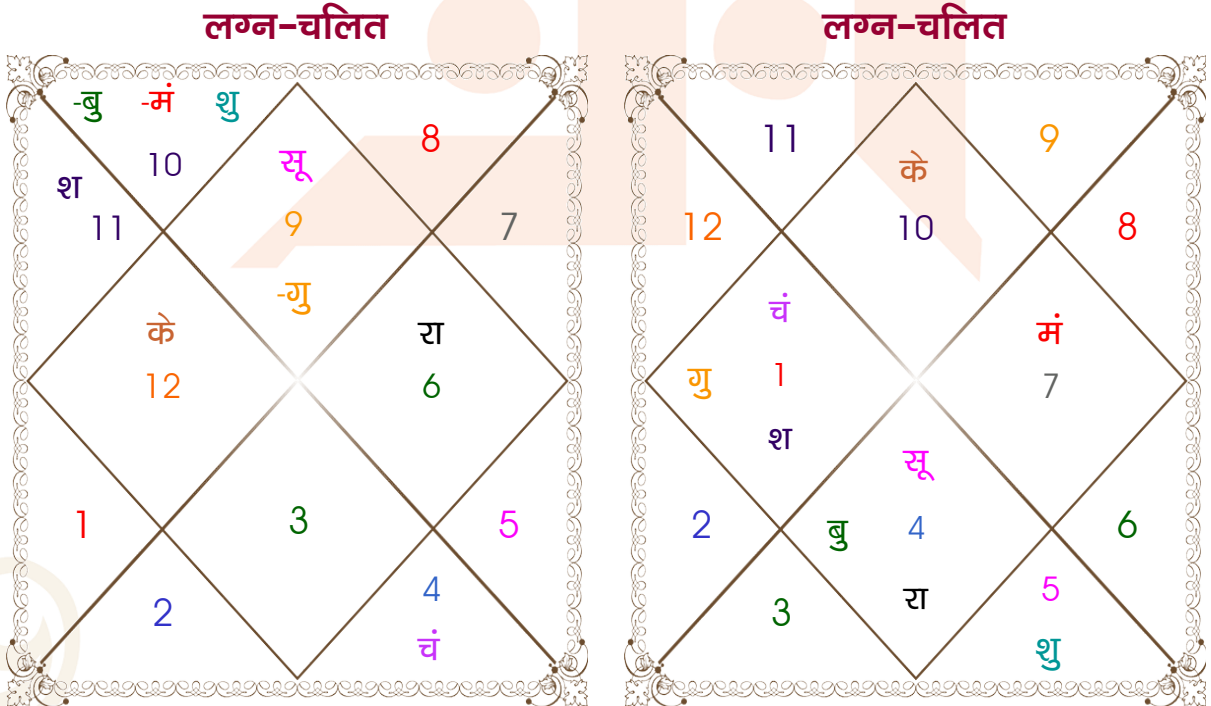 लग्न-चलित
-बु -मं शु
8
सू
10
श
11
9
7
-गु
के
रा
12
6
1
3
5
4
2
चं
लग्न-चलित
11
9
के
12
10
8
चं
मं
गु
1
7
श
सू
2
बु
4
6
5
रा
3
शु